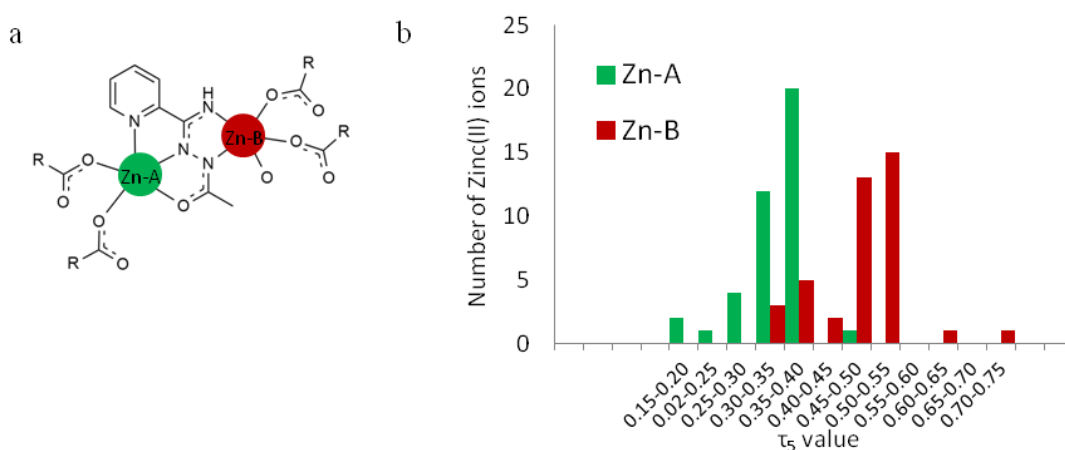 a
b
R
H
N
O
O
O
O
R
N
N
N
O
O
O
R
O
O
R
O
Zn-A
Zn-B
25
20
15
10
5
0
Number of Zinc(II) ions
Zn-A
Zn-B
0.15-0.20
0.02-0.25
0.25-0.30
0.30-0.35
0.35-0.40
0.40-0.45
0.45-0.50
0.50-0.55
0.55-0.60
0.60-0.65
0.65-0.70
0.70-0.75
τ₅ value